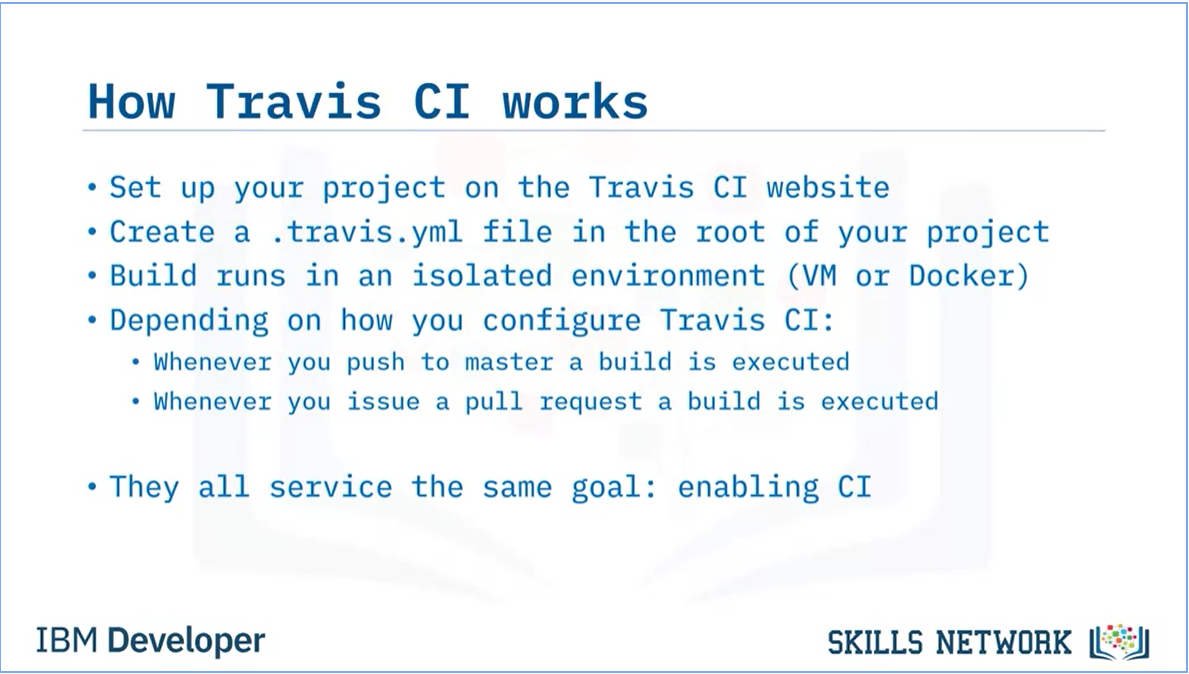 How Travis CI works
• Set up your project on the Travis CI website
• Create a .travis.yml file in the root of your project
• Build runs in an isolated environment (VM or Docker)
• Depending on how you configure Travis CI:
• Whenever you push to master a build is executed
• Whenever you issue a pull request a build is executed
• They all service the same goal: enabling CI
IBM Developer
SKILLS NETWORK